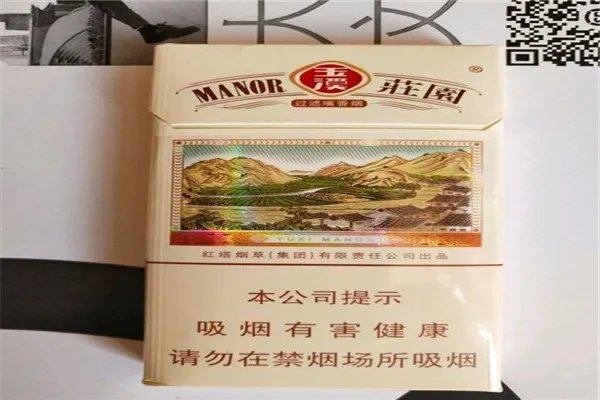 MANOR 玉溪 莊園®
过滤嘴香烟
YUXI MANOR
红塔烟草(集团)有限责任公司出品
本公司提示
吸烟有害健康
请勿在禁烟场所吸烟